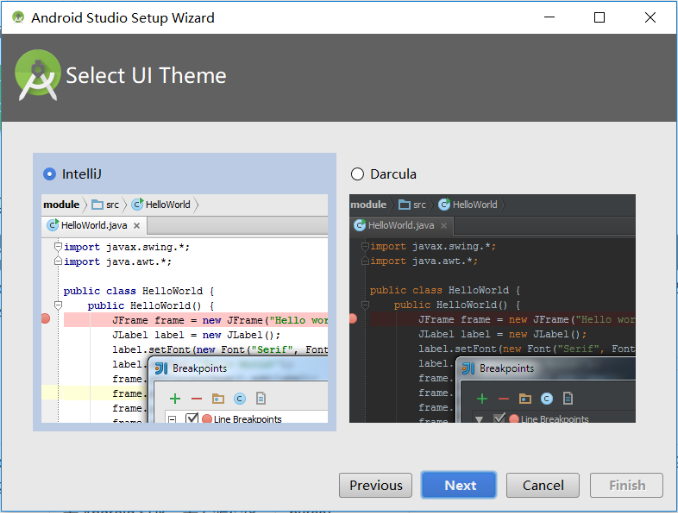 Android Studio Setup Wizard
Select UI Theme
IntelliJ
module src HelloWorld
HelloWorld.java
import javax.swing.*;
import java.awt.*;
public class HelloWorld {
public HelloWorld() {
JFrame frame = new JFrame("Hello wor
JLabel label = new JLabel();
label.setFont(new Font("Serif", Font
label.
frame.
frame.
frame.
frame.
Breakpoints
Line Breakpoints
Darcula
module src HelloWorld
HelloWorld.java
import javax.swing.*;
import java.awt.*;
public class HelloWorld {
public HelloWorld() {
JFrame frame = new JFrame("Hello wor
JLabel label = new JLabel();
label.setFont(new Font("Serif", Font
label.
frame.
frame.
frame.
frame.
Breakpoints
Line Breakpoints
Previous Next Cancel Finish